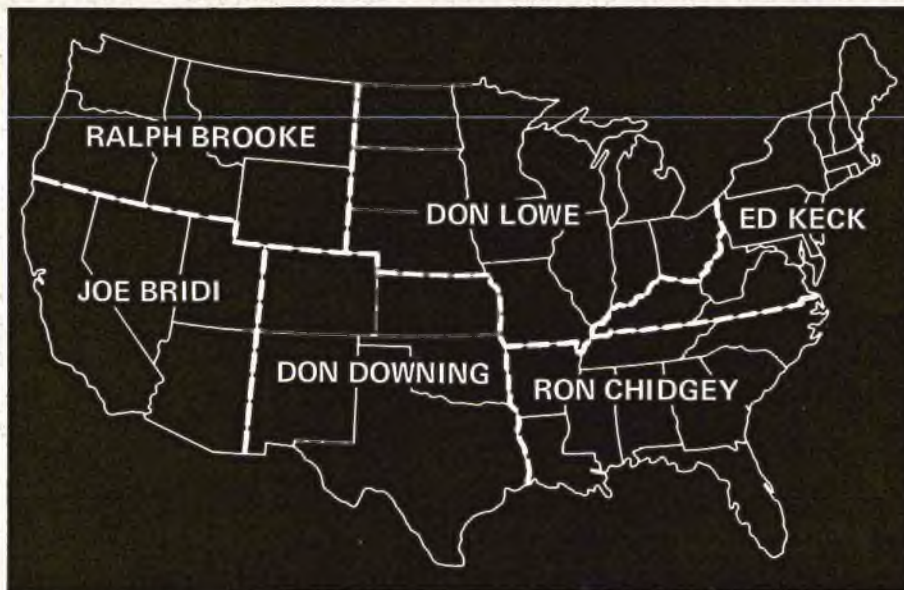 RALPH BROOKE
DON LOWE
ED KECK
JOE BRIDI
DON DOWNING
RON CHIDGEY